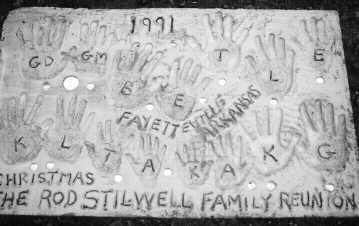 1991
GD GM B E T L E
FAYETTEVILLE
ARKANSAS
K L T A K A K G
CHRISTMAS
THE ROD STILWELL FAMILY REUNION